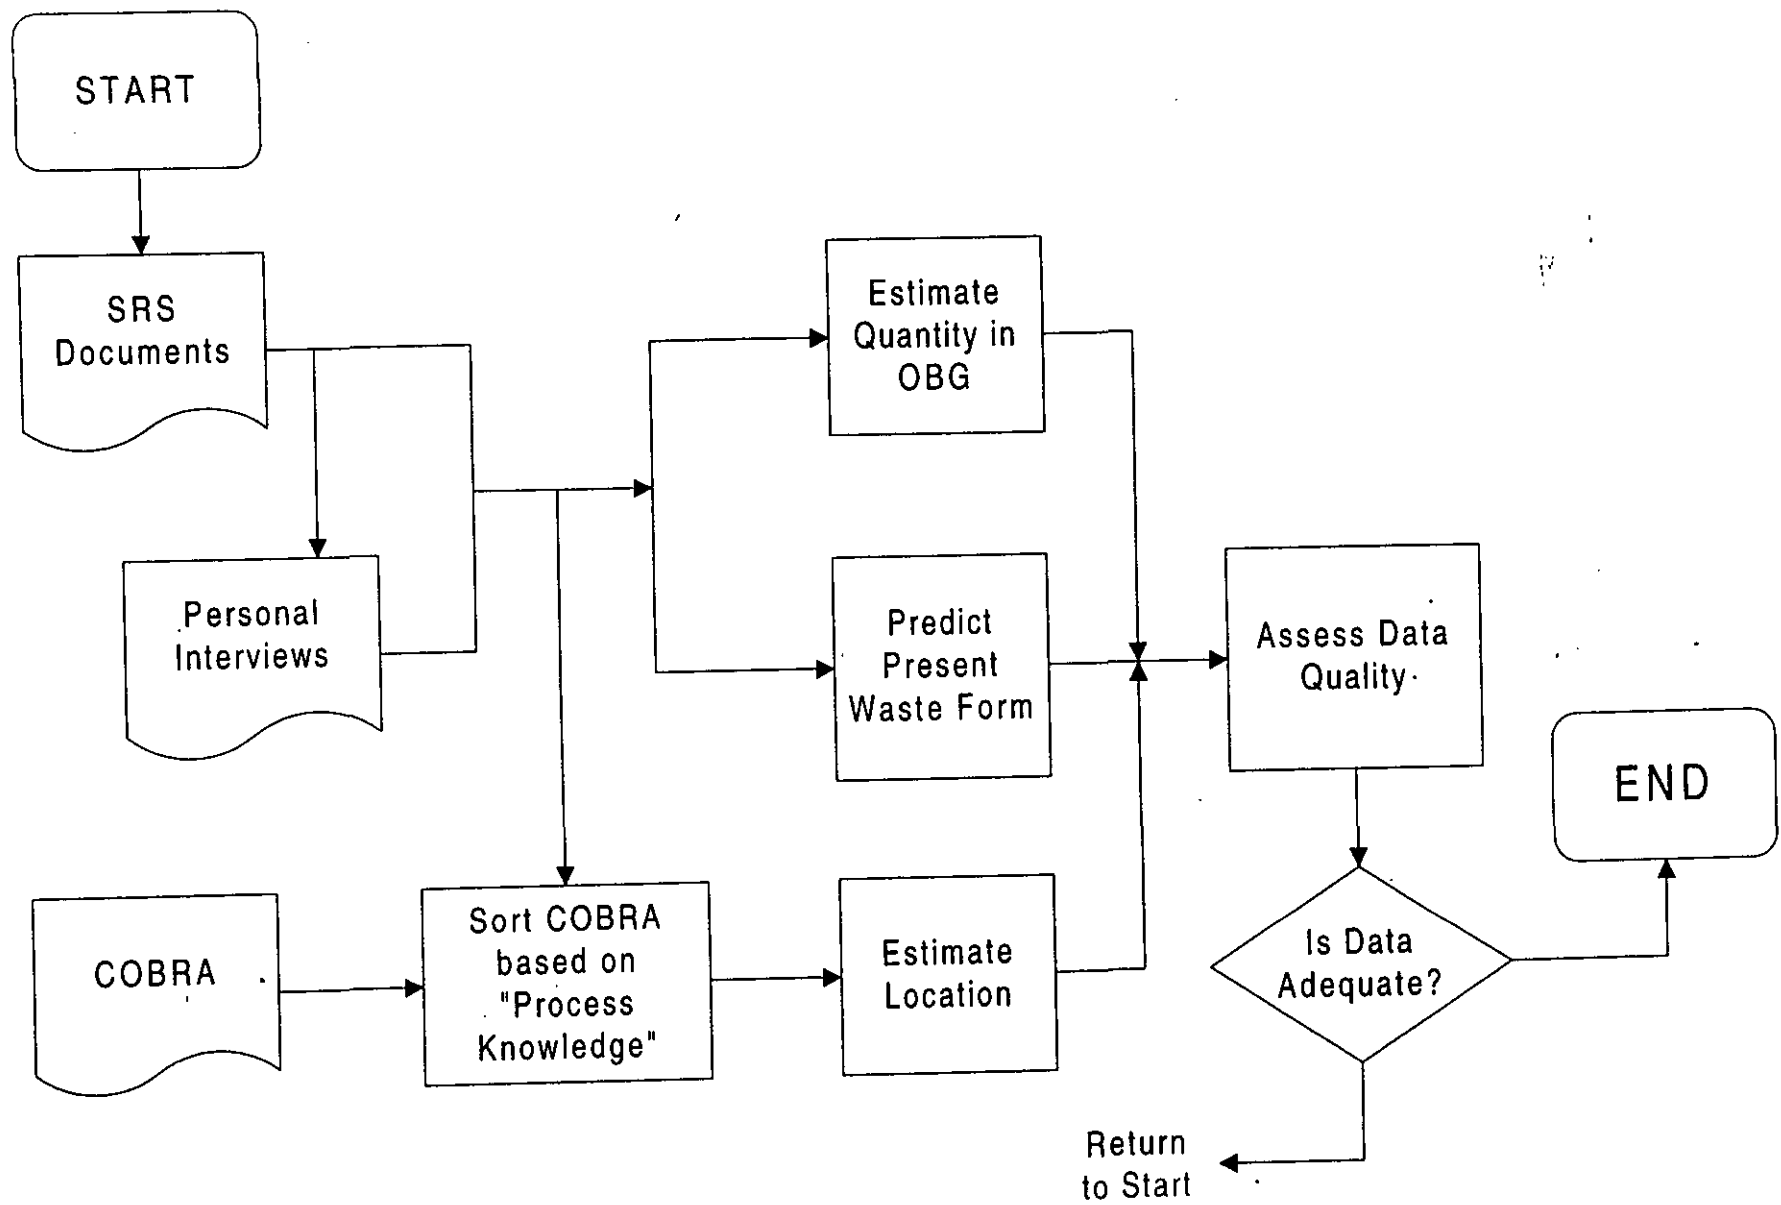 START
SRS
Documents
Personal
Interviews
COBRA
Sort COBRA
based on
"Process
Knowledge"
Estimate
Quantity in
OBG
Predict
Present
Waste Form
Estimate
Location
Assess Data
Quality
Is Data
Adequate?
END
Return
to Start